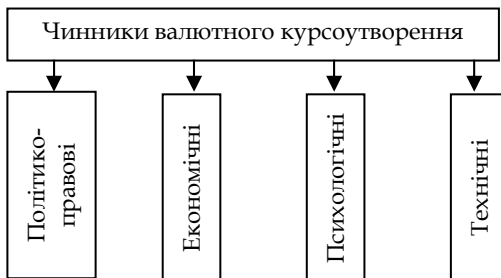 Чинники валютного курсоутворення
Політико-
правові
Економічні
Психологічні
Технічні